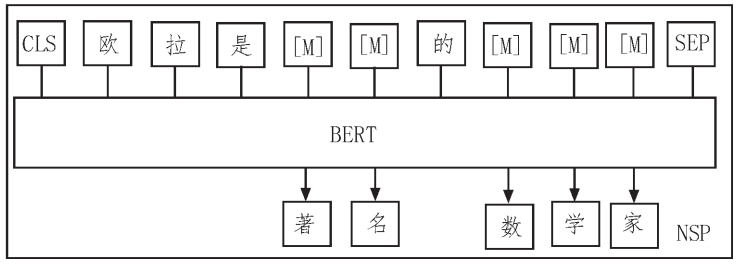 CLS 欧 拉 是 [M] [M] 的 [M] [M] [M] SEP
BERT
著 名 数 学 家
NSP